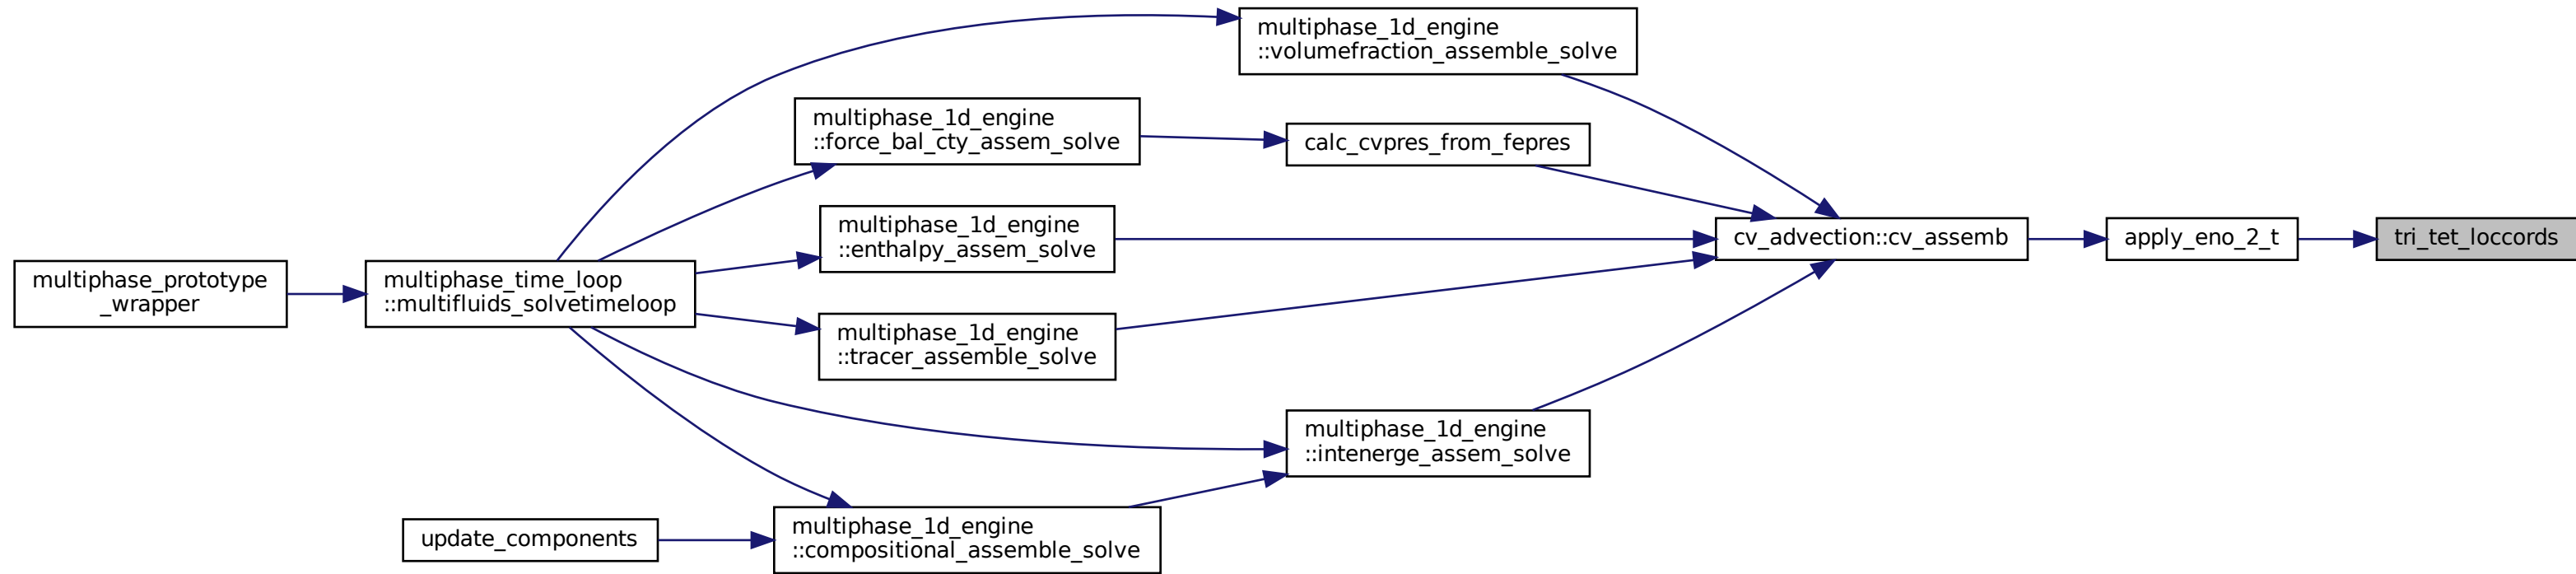 multiphase_prototype
_wrapper
multiphase_time_loop
::multifluids_solvetimeloop
multiphase_1d_engine
::volumefraction_assemble_solve
multiphase_1d_engine
::force_bal_cty_assem_solve
calc_cvpres_from_fepres
multiphase_1d_engine
::enthalpy_assem_solve
multiphase_1d_engine
::tracer_assemble_solve
multiphase_1d_engine
::intenerge_assem_solve
multiphase_1d_engine
::compositional_assemble_solve
update_components
cv_advection::cv_assemb
apply_eno_2_t
tri_tet_loccords